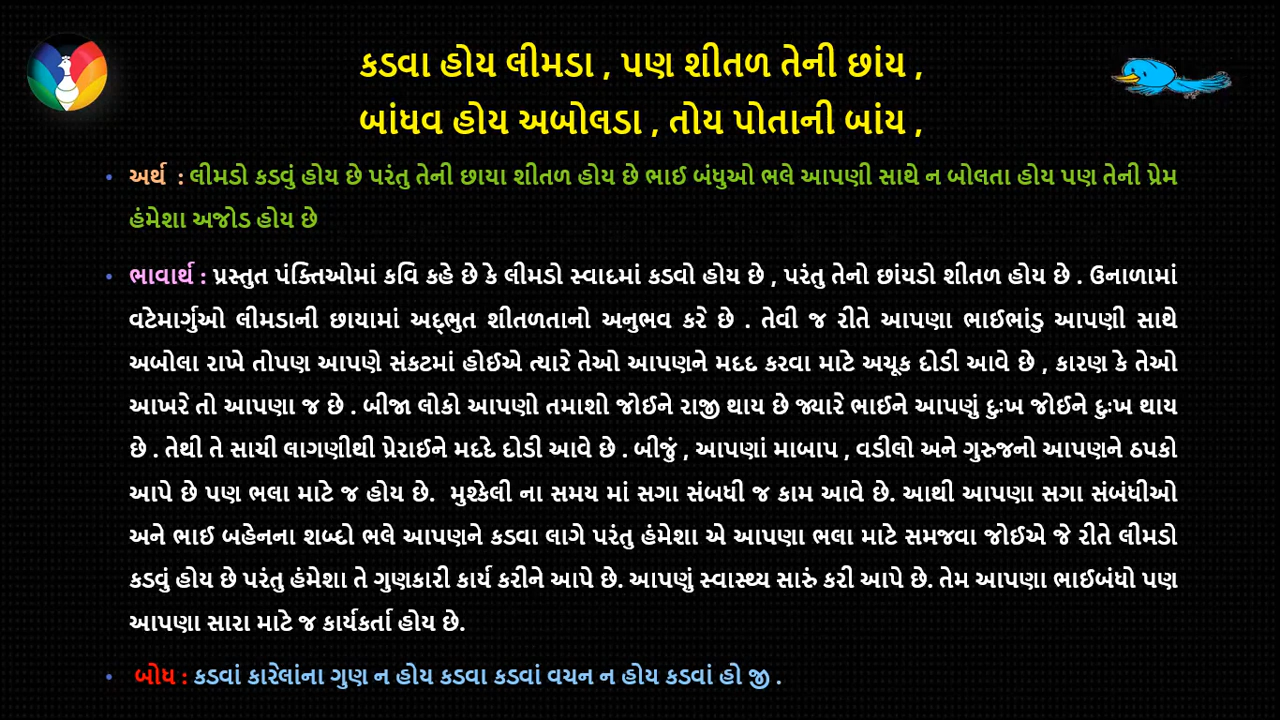 કડવા હોય લીમડા , પણ શીતળ તેની છાંય ,
બાંધવ હોય અબોલડા , તોય પોતાની બાંય ,
• અર્થ : લીમડો કડવું હોય છે પરંતુ તેની છાયા શીતળ હોય છે ભાઈ બંધુઓ ભલે આપણી સાથે ન બોલતા હોય પણ તેની પ્રેમ
હંમેશા અજોડ હોય છે
• ભાવાર્થ : પ્રસ્તુત પંક્તિઓમાં કવિ કહે છે કે લીમડો સ્વાદમાં કડવો હોય છે , પરંતુ તેનો છાંયડો શીતળ હોય છે . ઉનાળામાં
વટેમાર્ગુઓ લીમડાની છાયામાં અદ્ભુત શીતળતાનો અનુભવ કરે છે . તેવી જ રીતે આપણા ભાઈભાંડુ આપણી સાથે
અબોલા રાખે તોપણ આપણે સંકટમાં હોઈએ ત્યારે તેઓ આપણને મદદ કરવા માટે અચૂક દોડી આવે છે , કારણ કે તેઓ
આખરે તો આપણા જ છે . બીજા લોકો આપણો તમાશો જોઈને રાજી થાય છે જ્યારે ભાઈને આપણું દુઃખ જોઈને દુઃખ થાય
છે . તેથી તે સાચી લાગણીથી પ્રેરાઈને મદદે દોડી આવે છે . બીજું , આપણાં માબાપ , વડીલો અને ગુરુજનો આપણને ઠપકો
આપે છે પણ ભલા માટે જ હોય છે. મુશ્કેલી ના સમય માં સગા સંબધી જ કામ આવે છે. આથી આપણા સગા સંબંધીઓ
અને ભાઈ બહેનના શબ્દો ભલે આપણને કડવા લાગે પરંતુ હંમેશા એ આપણા ભલા માટે સમજવા જોઈએ જે રીતે લીમડો
કડવું હોય છે પરંતુ હંમેશા તે ગુણકારી કાર્ય કરીને આપે છે. આપણું સ્વાસ્થ્ય સારું કરી આપે છે. તેમ આપણા ભાઈબંધો પણ
આપણા સારા માટે જ કાર્યકર્તા હોય છે.
• બોધ : કડવાં કારેલાંના ગુણ ન હોય કડવા કડવાં વચન ન હોય કડવાં હો જી .